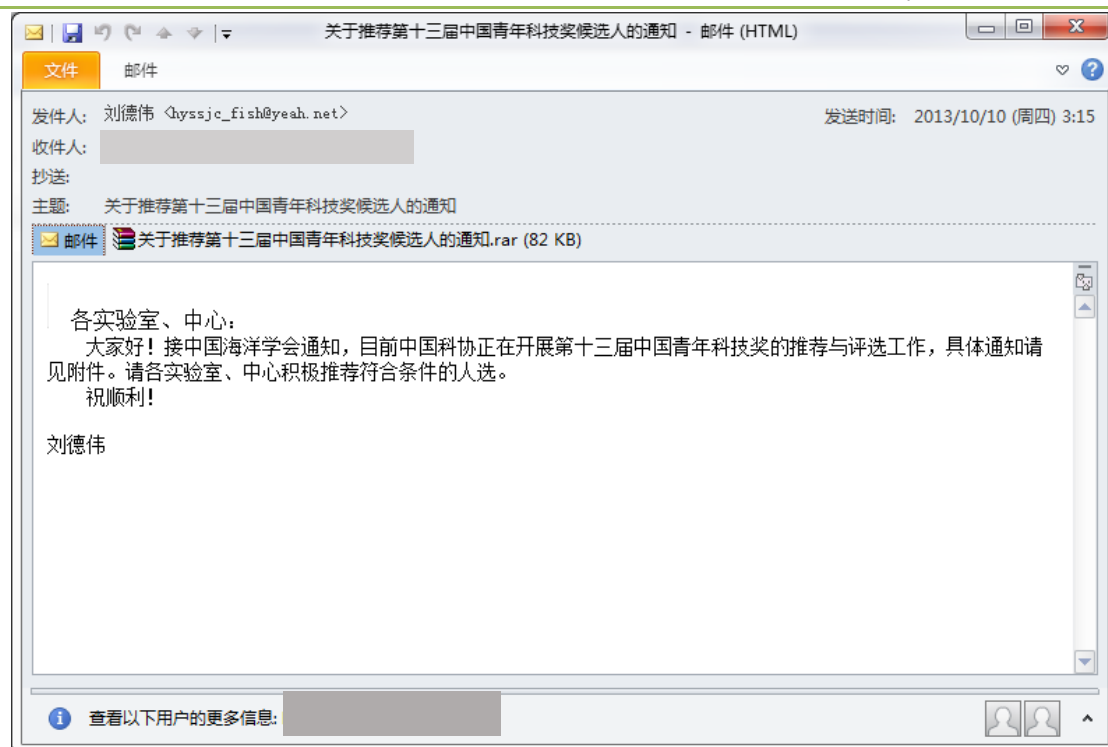 关于推荐第十三届中国青年科技奖候选人的通知 - 邮件 (HTML)
文件 邮件
发件人: 刘德伟 <hyssjc_fish@yeah.net> 发送时间: 2013/10/10 (周四) 3:15
收件人:
抄送:
主题: 关于推荐第十三届中国青年科技奖候选人的通知
邮件 关于推荐第十三届中国青年科技奖候选人的通知.rar (82 KB)
各实验室、中心：
大家好！接中国海洋学会通知，目前中国科协正在开展第十三届中国青年科技奖的推荐与评选工作，具体通知请
见附件。请各实验室、中心积极推荐符合条件的人选。
祝顺利！
刘德伟
查看以下用户的更多信息: